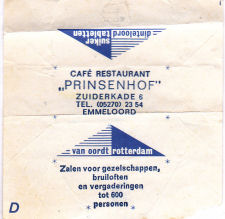 suiker dinteloord
tabletten
CAFÉ RESTAURANT
„PRINSENHOF”
ZUIDERKADE 6
TEL. (05270) 23 54
EMMELOORD
van oordt rotterdam
Zalen voor gezelschappen,
bruiloften
en vergaderingen
tot 600
* personen *
D